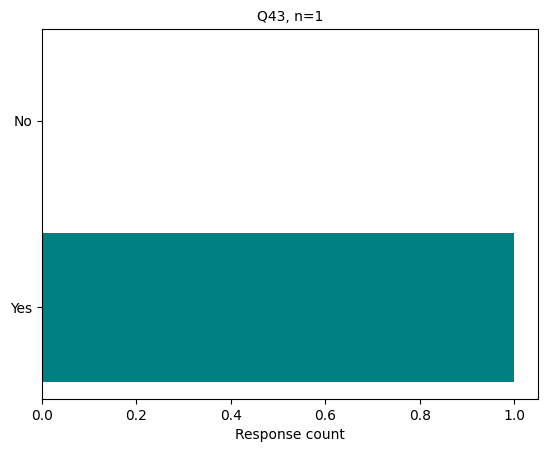 Q43, n=1
No
Yes
0.0 0.2 0.4 0.6 0.8 1.0
Response count